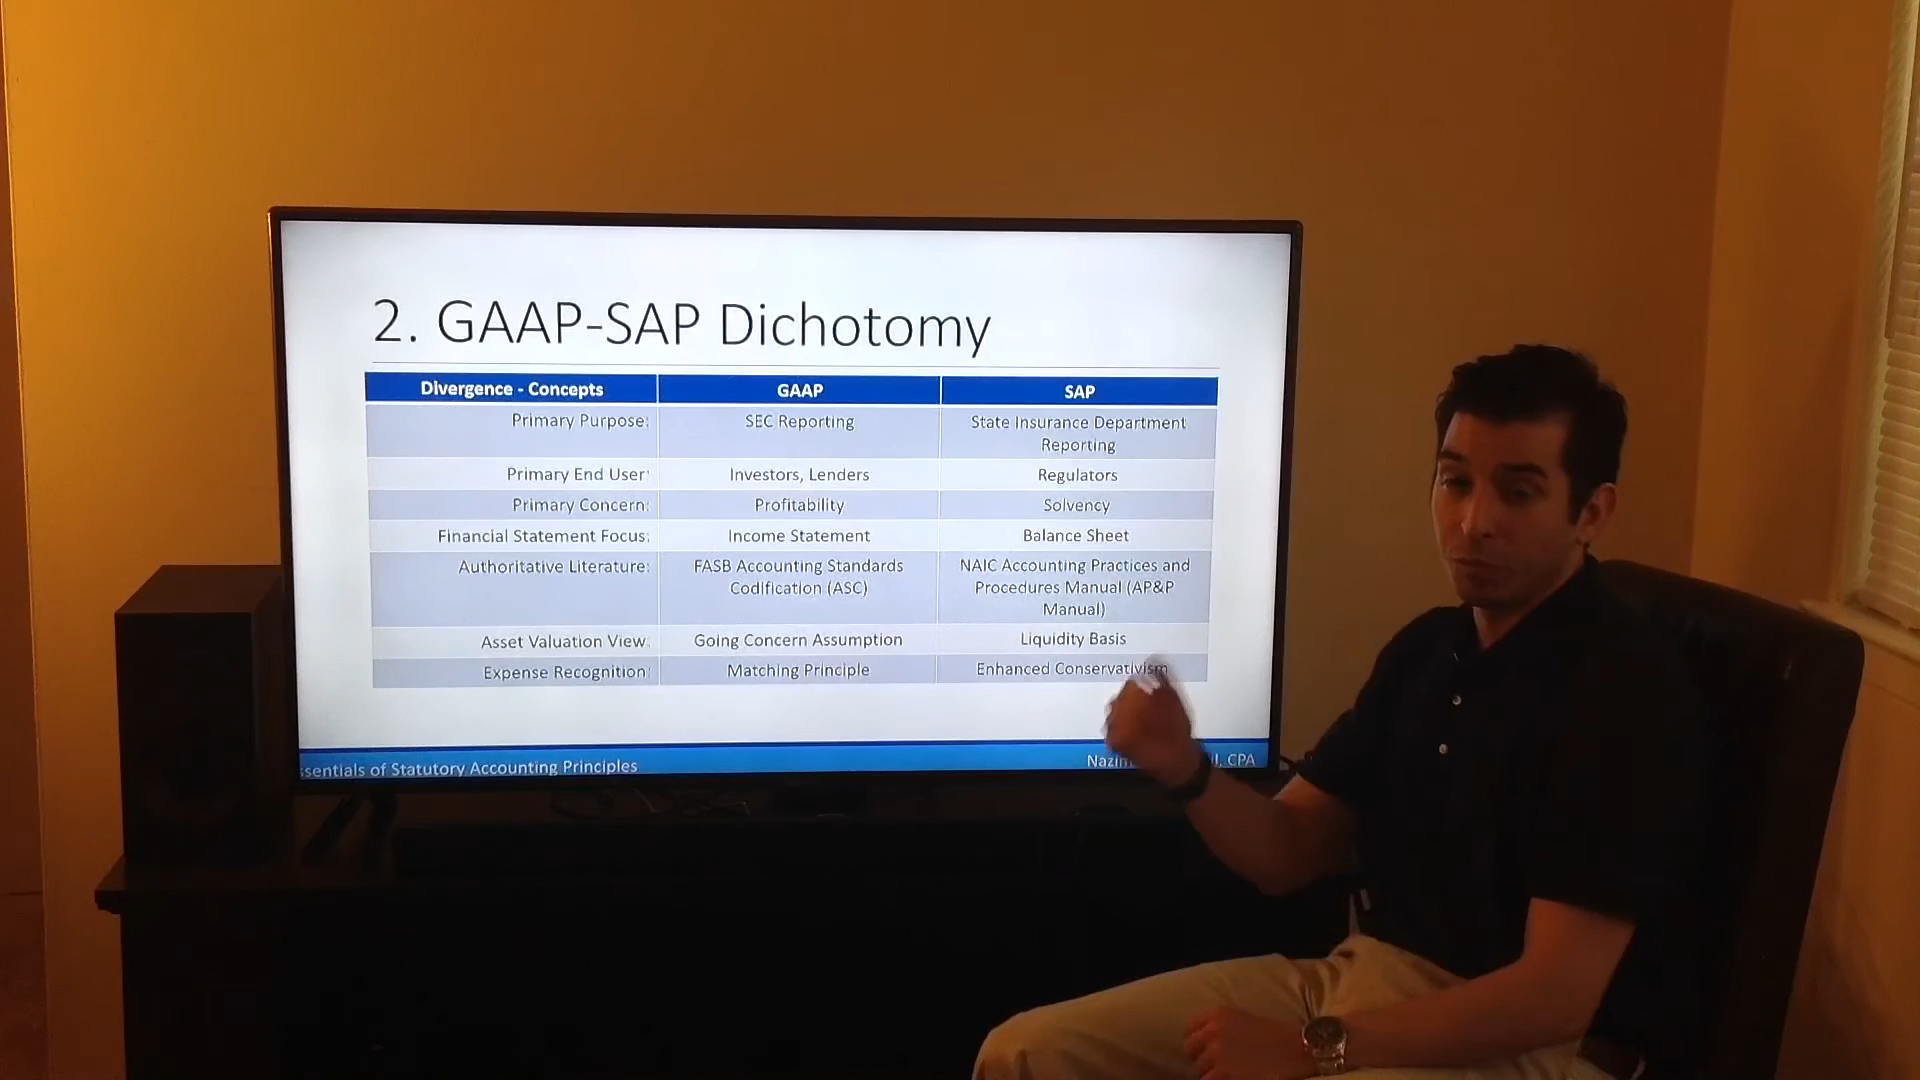 2. GAAP-SAP Dichotomy
Divergence - Concepts GAAP SAP
Primary Purpose: SEC Reporting State Insurance Department
Reporting
Primary End User: Investors, Lenders Regulators
Primary Concern: Profitability Solvency
Financial Statement Focus: Income Statement Balance Sheet
Authoritative Literature: FASB Accounting Standards NAIC Accounting Practices and
Codification (ASC) Procedures Manual (AP&P
Manual)
Asset Valuation View: Going Concern Assumption Liquidity Basis
Expense Recognition: Matching Principle Enhanced Conservativism
ssentials of Statutory Accounting Principles
CPA